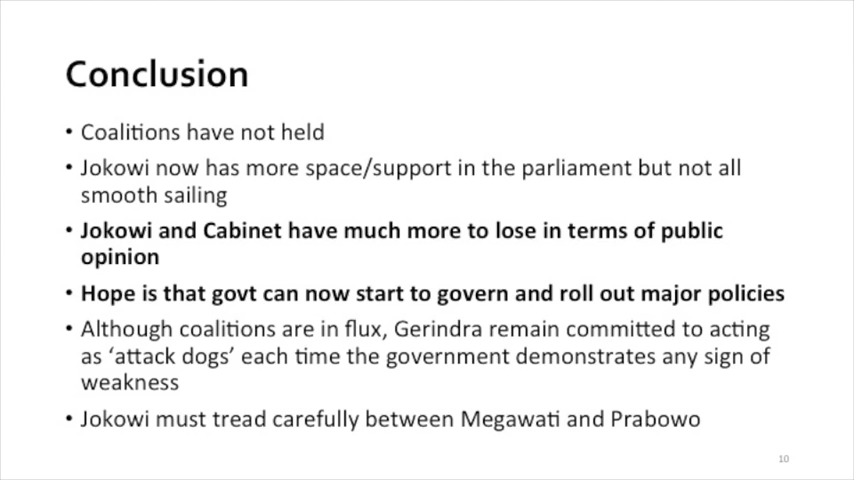 Conclusion
• Coalitions have not held
• Jokowi now has more space/support in the parliament but not all
smooth sailing
• Jokowi and Cabinet have much more to lose in terms of public
opinion
• Hope is that govt can now start to govern and roll out major policies
• Although coalitions are in flux, Gerindra remain committed to acting
as ‘attack dogs’ each time the government demonstrates any sign of
weakness
• Jokowi must tread carefully between Megawati and Prabowo
10